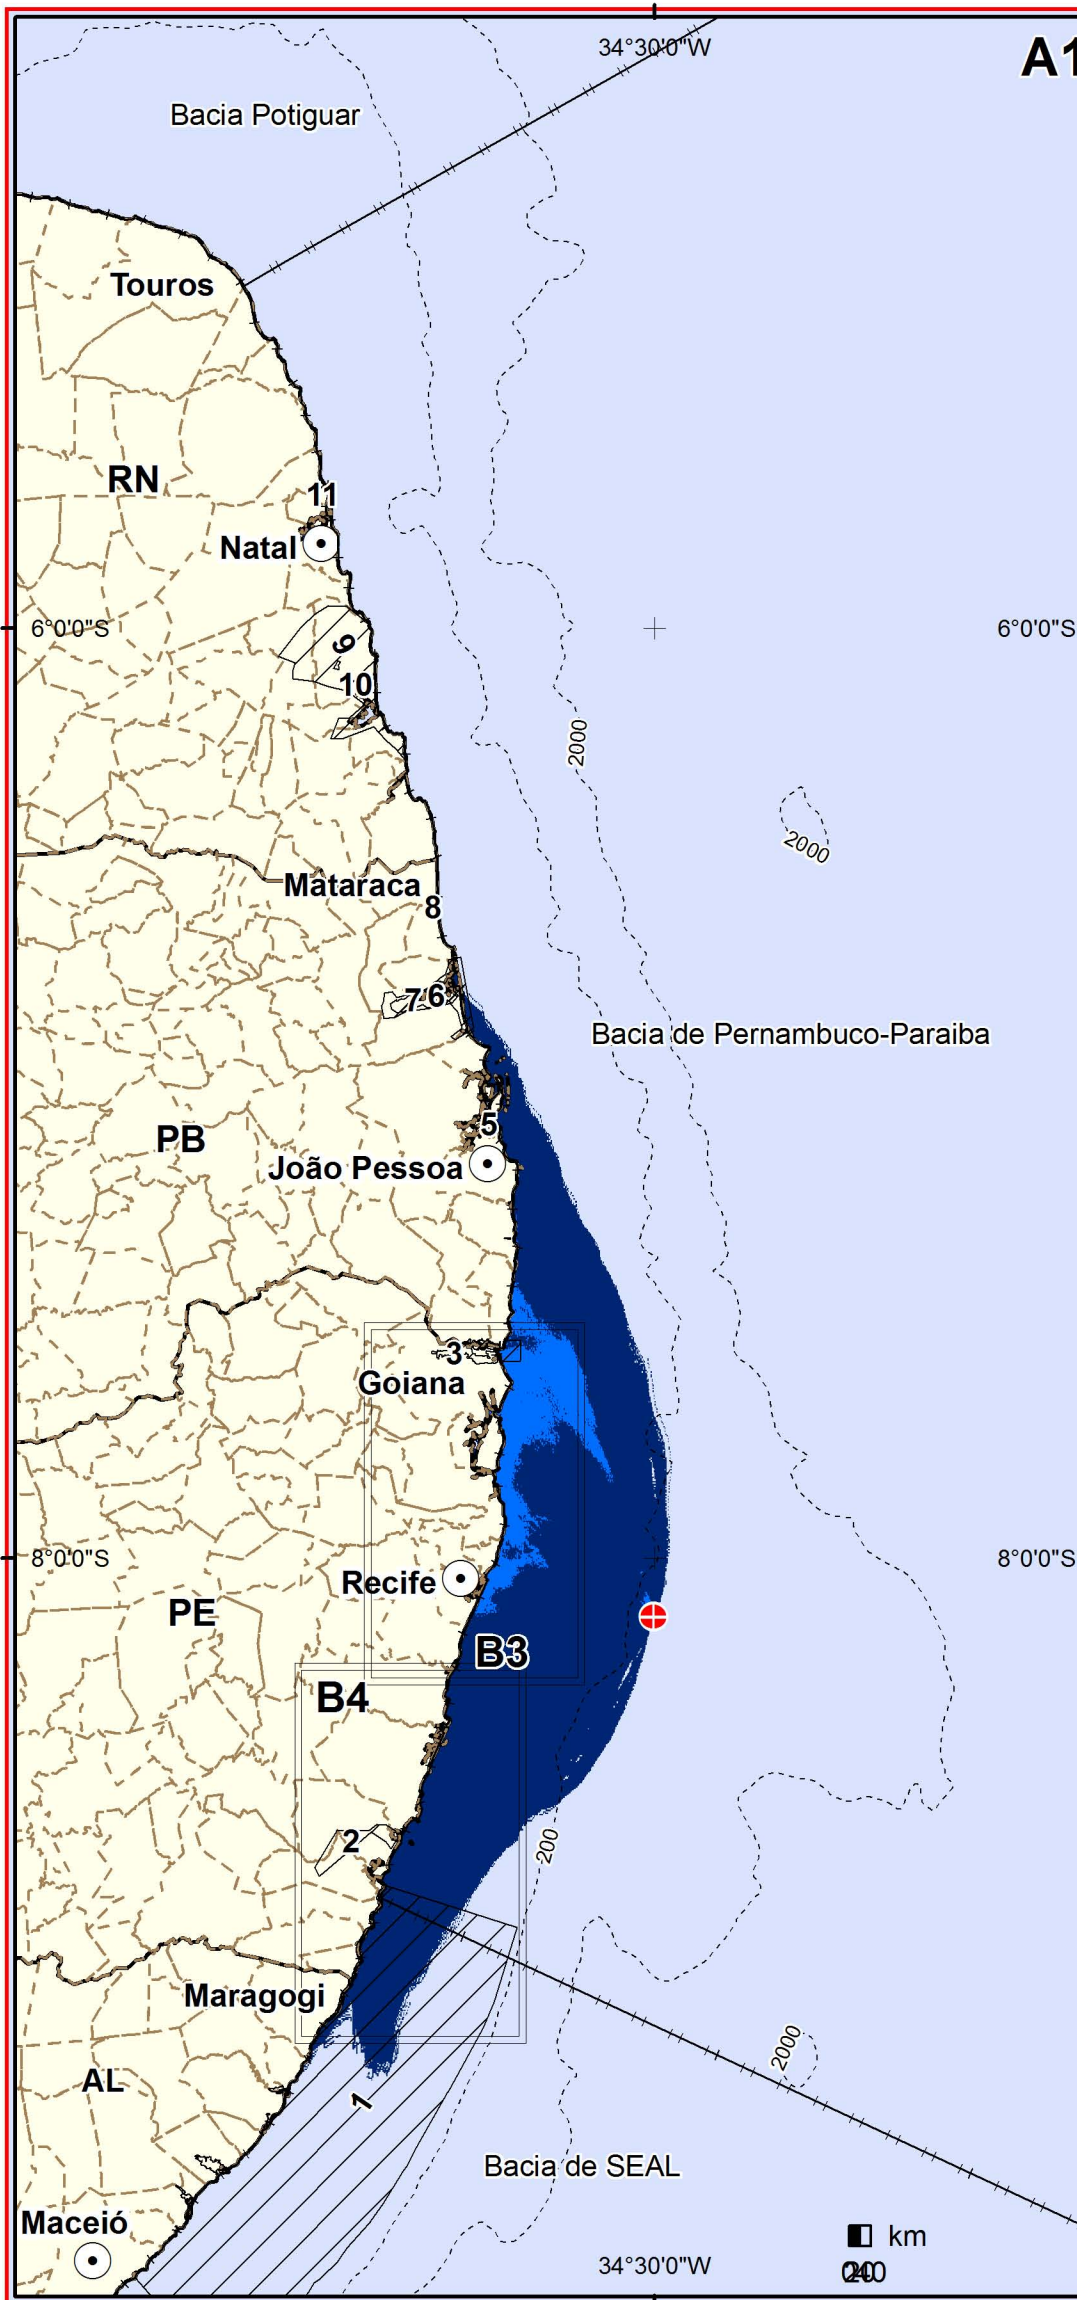 34°30'0"W
A1
Bacia Potiguar
Touros
RN
11
Natal
6°0'0"S
6°0'0"S
9
10
2000
2000
Mataraca
8
7
6
Bacia de Pernambuco-Paraiba
5
PB
João Pessoa
3
Goiana
8°0'0"S
8°0'0"S
Recife
PE
B3
B4
2
200
Maragogi
2000
AL
1
Bacia de SEAL
Maceió
km
34°30'0"W